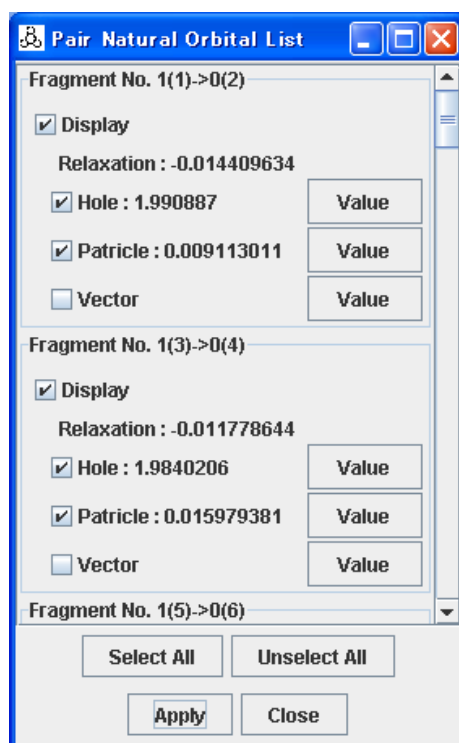 Pair Natural Orbital List
Fragment No. 1(1)->0(2)
Display
Relaxation : -0.014409634
Hole : 1.990887 Value
Patricle : 0.009113011 Value
Vector Value
Fragment No. 1(3)->0(4)
Display
Relaxation : -0.011778644
Hole : 1.9840206 Value
Patricle : 0.015979381 Value
Vector Value
Fragment No. 1(5)->0(6)
Select All Unselect All
Apply Close